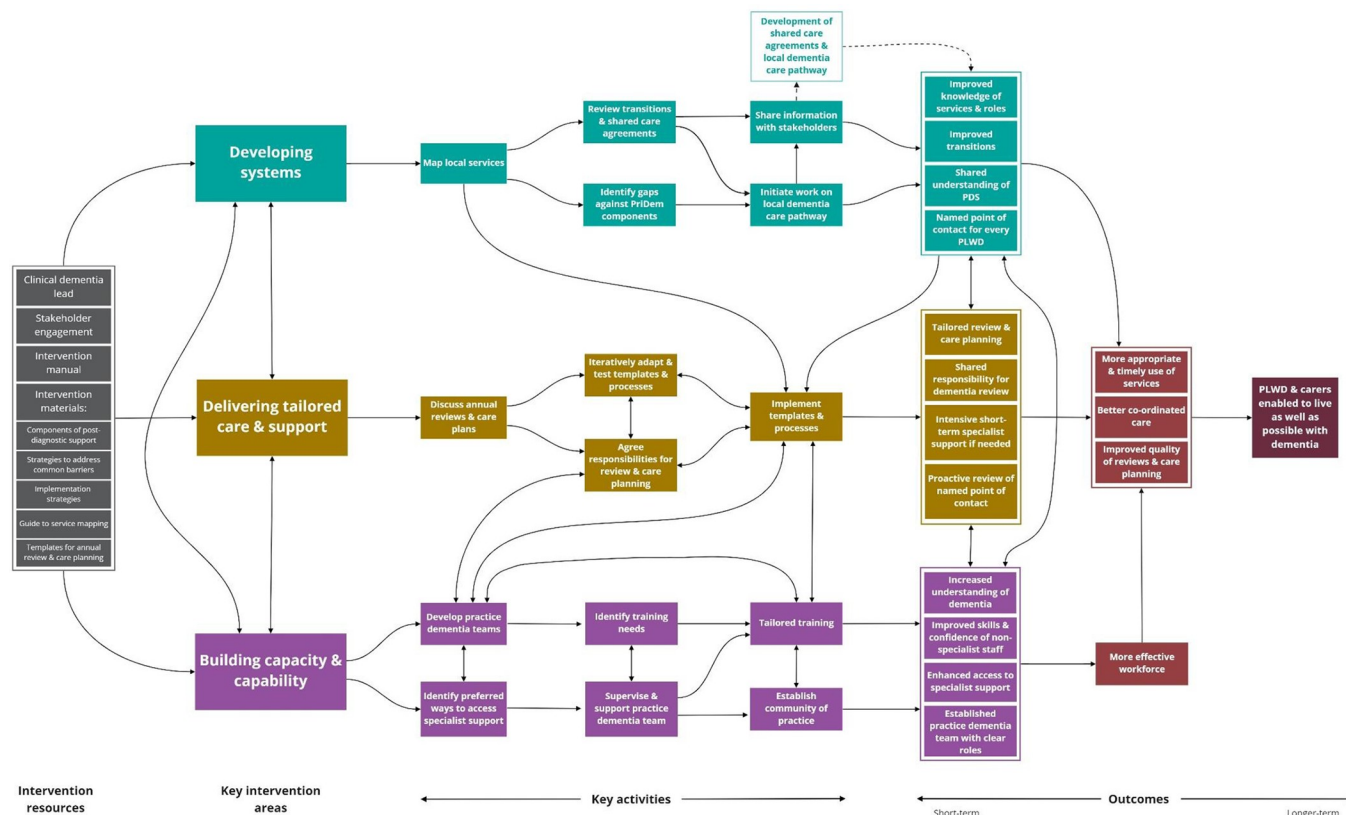 Development of
shared care
agreements &
local dementia
care pathway
Improved
knowledge of
services & roles
Improved
transitions
Shared
understanding of
PDS
Named point of
contact for every
PLWD
Review transitions
& shared care
agreements
Share information
with stakeholders
Developing
systems
Map local services
Identify gaps
against PriDem
components
Initiate work on
local dementia
care pathway
Clinical dementia
lead
Stakeholder
engagement
Intervention
manual
Intervention
materials:
Components of post-
diagnostic support
Strategies to address
common barriers
Implementation
strategies
Guide to service mapping
Templates for annual
review & care planning
Delivering tailored
care & support
Discuss annual
reviews & care
plans
Iteratively adapt &
test templates &
processes
Agree
responsibilities for
review & care
planning
Implement
templates &
processes
Tailored review &
care planning
Shared
responsibility for
dementia review
Intensive short-
term specialist
support if needed
Proactive review of
named point of
contact
More appropriate
& timely use of
services
Better co-ordinated
care
Improved quality of
reviews & care
planning
PLWD & carers
enabled to live
as well as
possible with
dementia
Building capacity &
capability
Develop practice
dementia teams
Identify training
needs
Tailored training
Identify preferred
ways to access
specialist support
Supervise &
support practice
dementia team
Establish
community of
practice
Increased
understanding of
dementia
Improved skills &
confidence of non-
specialist staff
Enhanced access to
specialist support
Established
practice dementia
team with clear
roles
More effective
workforce
Intervention
resources
Key intervention
areas
Key activities
Outcomes
Short-term
Longer-term